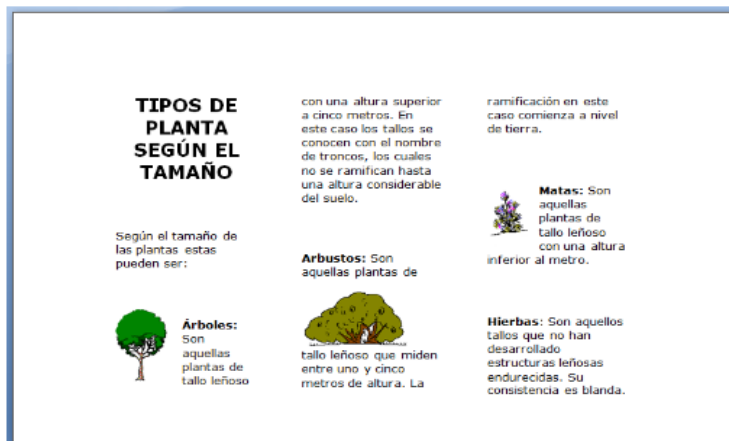 TIPOS DE
PLANTA
SEGÚN EL
TAMAÑO
Según el tamaño de
las plantas estas
pueden ser:
Árboles:
Son
aquellas
plantas de
tallo leñoso
con una altura superior
a cinco metros. En
este caso los tallos se
conocen con el nombre
de troncos, los cuales
no se ramifican hasta
una altura considerable
del suelo.
Arbustos: Son
aquellas plantas de
tallo leñoso que miden
entre uno y cinco
metros de altura. La
ramificación en este
caso comienza a nivel
de tierra.
Matas: Son
aquellas
plantas de
tallo leñoso
con una altura
inferior al metro.
Hierbas: Son aquellos
tallos que no han
desarrollado
estructuras leñosas
endurecidas. Su
consistencia es blanda.